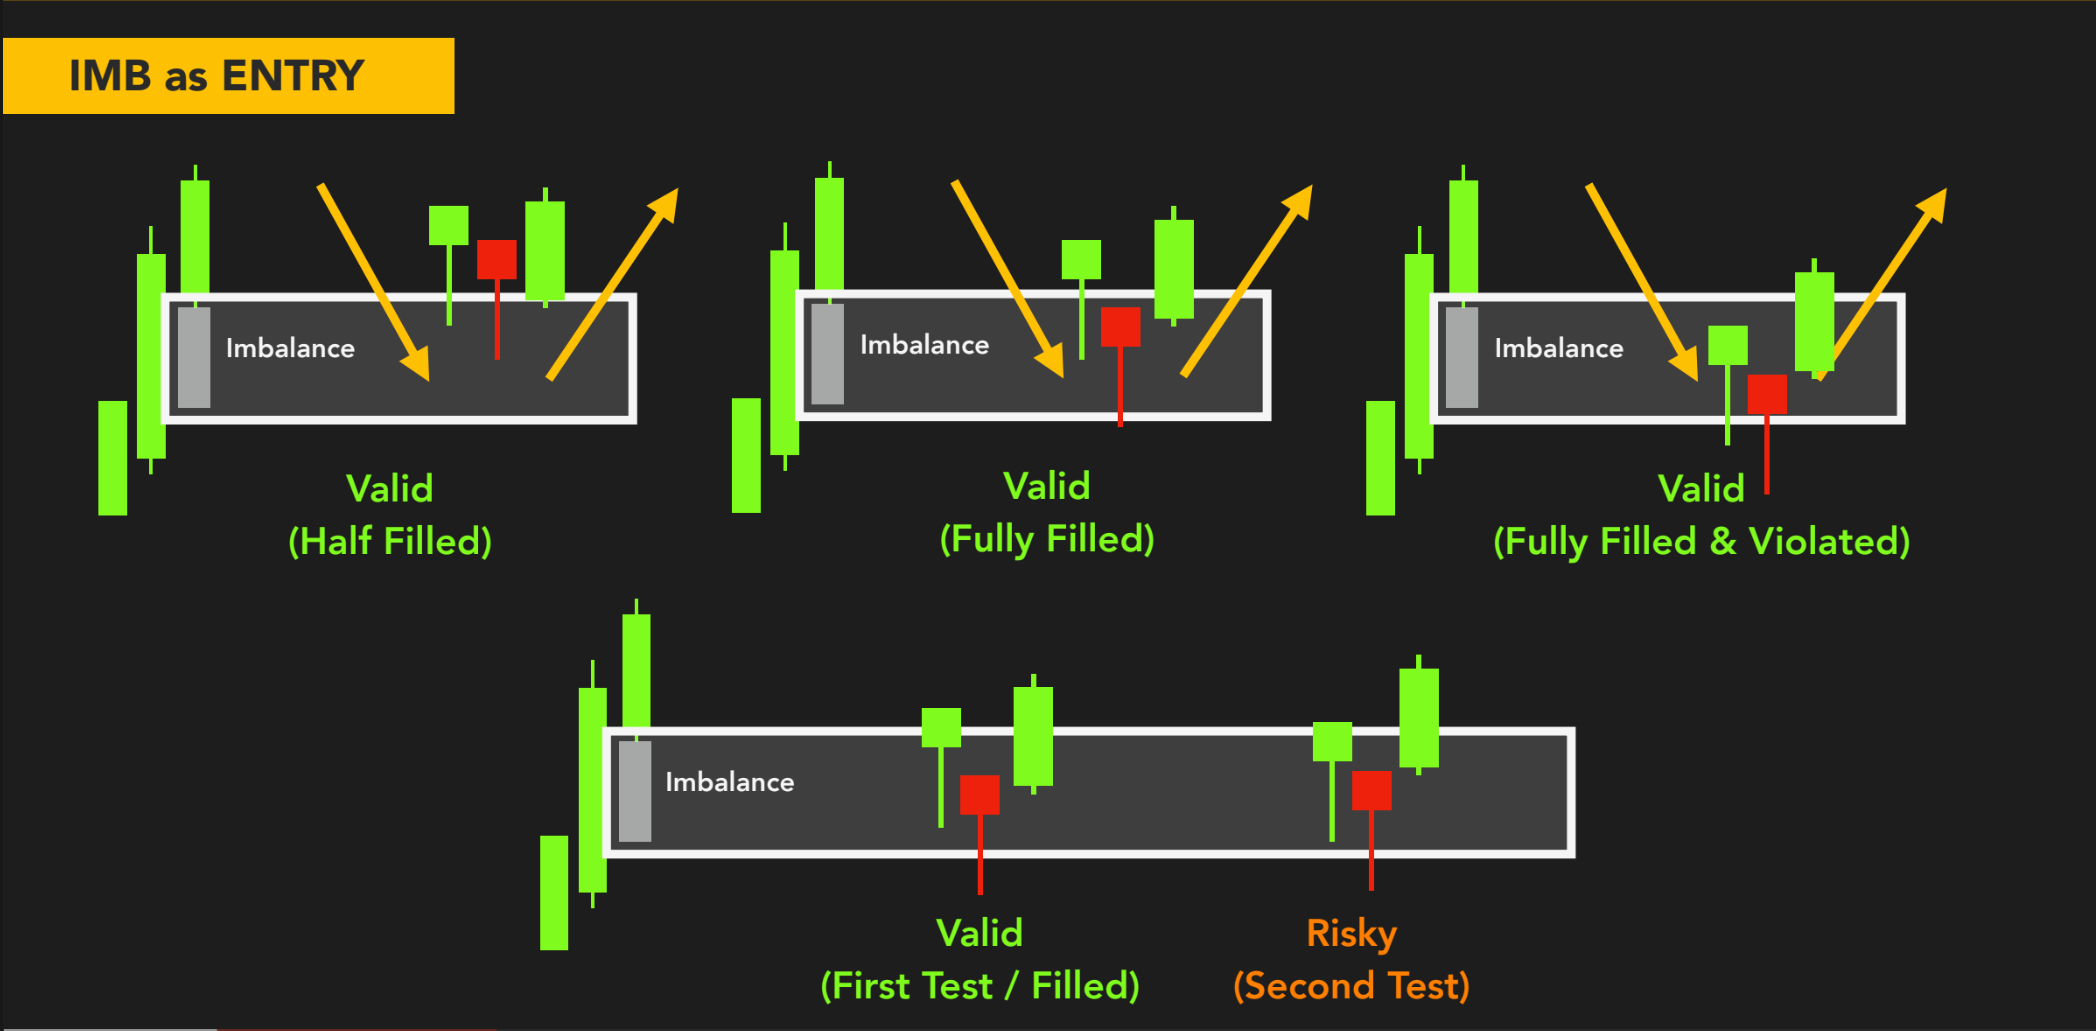 IMB as ENTRY
Imbalance
Imbalance
Imbalance
Valid
(Half Filled)
Valid
(Fully Filled)
Valid
(Fully Filled & Violated)
Imbalance
Valid
(First Test / Filled)
Risky
(Second Test)